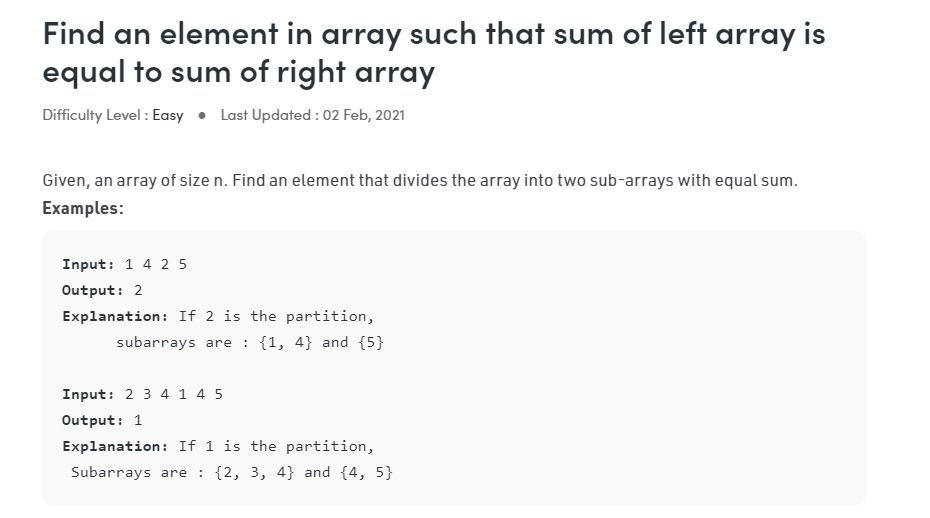 Find an element in array such that sum of left array is
equal to sum of right array
Difficulty Level : Easy ● Last Updated : 02 Feb, 2021
Given, an array of size n. Find an element that divides the array into two sub-arrays with equal sum.
Examples:
Input: 1 4 2 5
Output: 2
Explanation: If 2 is the partition,
subarrays are : {1, 4} and {5}
Input: 2 3 4 1 4 5
Output: 1
Explanation: If 1 is the partition,
Subarrays are : {2, 3, 4} and {4, 5}